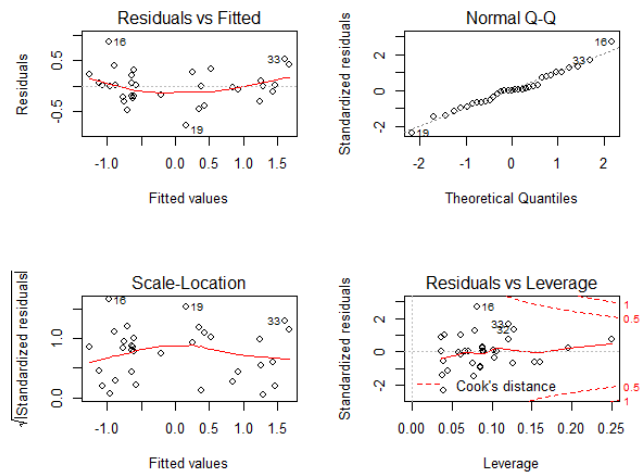 Residuals vs Fitted
Residuals
0.5
-0.5
16
33
19
-1.0 0.0 0.5 1.0 1.5
Fitted values
Normal Q-Q
Standardized residuals
2
1
0
-2
16
33
19
-2 -1 0 1 2
Theoretical Quantiles
Scale-Location
√|Standardized residuals|
1.0
0.0
16
19
33
-1.0 0.0 0.5 1.0 1.5
Fitted values
Residuals vs Leverage
Standardized residuals
2
0
-2
16
33
32
1
0.5
0.5
1
Cook's distance
0.00 0.05 0.10 0.15 0.20 0.25
Leverage